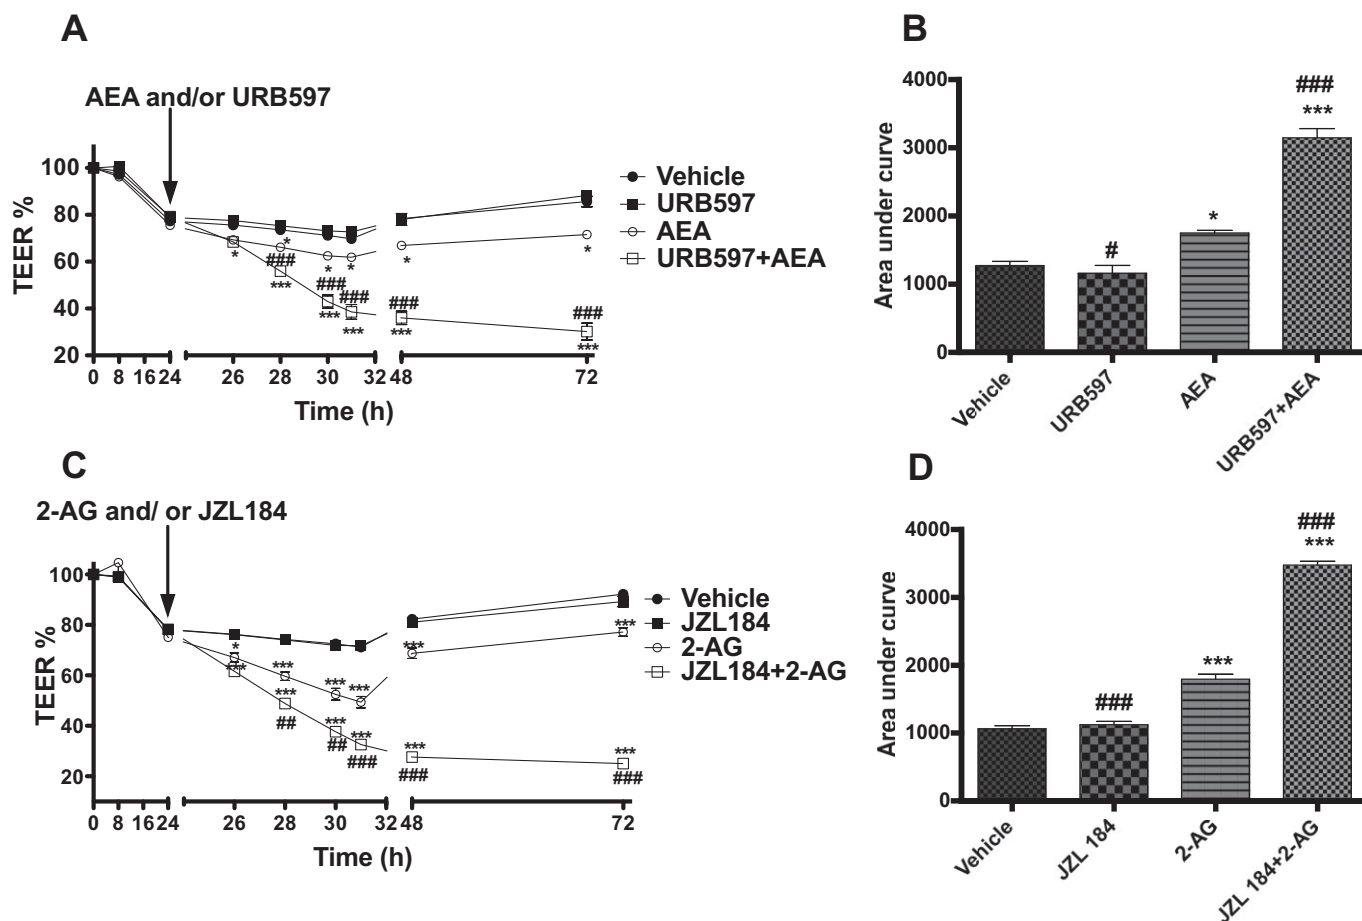 A
AEA and/or URB597
TEER %
100
80
60
40
20
0 8 16 24 26 28 30 32 48 72
Time (h)
Vehicle
URB597
AEA
URB597+AEA
* * * * * *
### ### ### ### ###
*** *** *** *** ***
B
Area under curve
4000
3000
2000
1000
0
#
*
###
***
Vehicle
URB597
AEA
URB597+AEA
C
2-AG and/ or JZL184
TEER %
100
80
60
40
20
0 8 16 24 26 28 30 32 48 72
Time (h)
Vehicle
JZL184
2-AG
JZL184+2-AG
* *** *** *** *** ***
*** *** *** *** *** ***
## ## ### ### ###
D
Area under curve
4000
3000
2000
1000
0
###
***
###
***
Vehicle
JZL 184
2-AG
JZL 184+2-AG